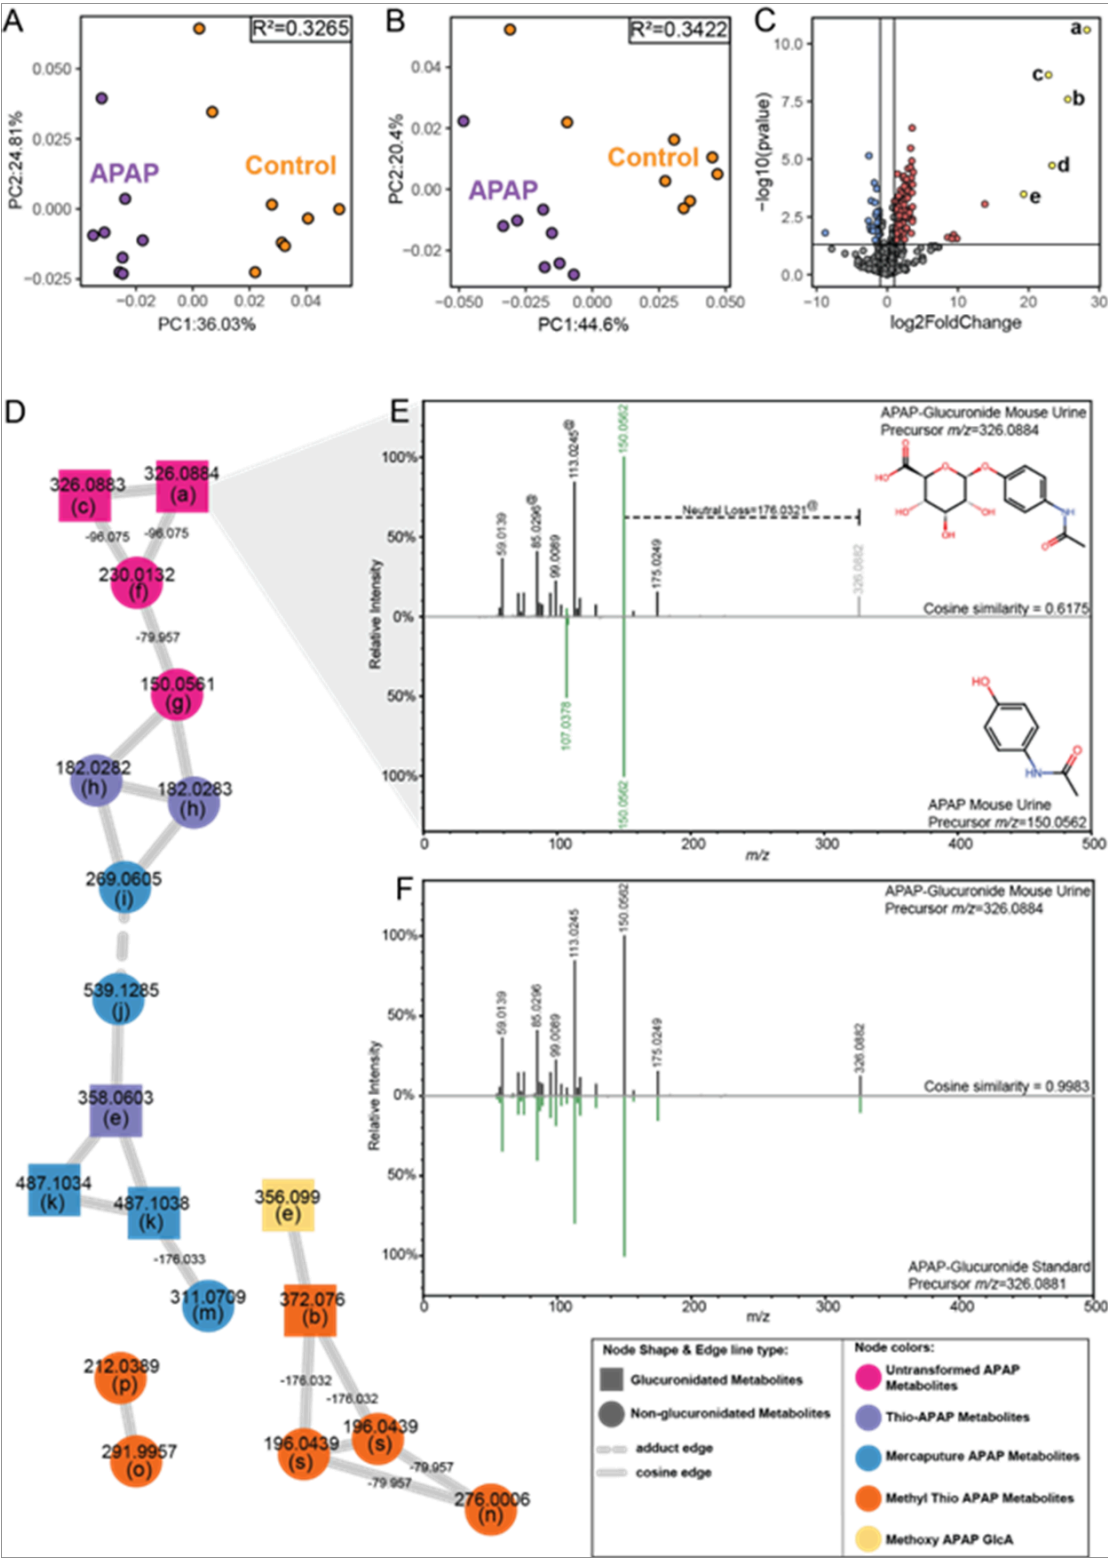 A
R²=0.3265
0.050
0.025
0.000
−0.025
PC2:24.81%
APAP
Control
−0.02
0.00
0.02
0.04
PC1:36.03%
B
R²=0.3422
0.04
0.02
0.00
−0.02
PC2:20.4%
APAP
Control
−0.050
−0.025
0.000
0.025
0.050
PC1:44.6%
C
10.0
7.5
5.0
2.5
0.0
−log10(pvalue)
a
c
b
d
e
−10
0
10
20
30
log2FoldChange
D
326.0883
(c)
326.0884
(a)
-96.075
-96.075
230.0132
(f)
-79.957
150.0561
(g)
182.0282
(h)
182.0283
(h)
269.0605
(i)
539.1285
(j)
358.0603
(e)
487.1034
(k)
487.1038
(k)
-176.033
311.0709
(m)
212.0389
(p)
291.9957
(o)
356.099
(e)
372.076
(b)
-176.032
-176.032
196.0439
(s)
196.0439
(s)
-79.957
-79.957
276.0006
(n)
E
APAP-Glucuronide Mouse Urine
Precursor m/z=326.0884
100%
50%
0%
50%
100%
Relative Intensity
59.0139
85.0296@
99.0089
113.0245@
150.0562
175.0249
326.0882
Neutral Loss=176.0321@
HO
O
O
O
HO
OH
OH
NH
O
Cosine similarity = 0.6175
107.0378
150.0562
HO
HN
O
APAP Mouse Urine
Precursor m/z=150.0562
0
100
200
300
400
500
m/z
F
APAP-Glucuronide Mouse Urine
Precursor m/z=326.0884
100%
50%
0%
50%
100%
Relative Intensity
59.0139
85.0296
99.0089
113.0245
150.0562
175.0249
326.0882
Cosine similarity = 0.9983
APAP-Glucuronide Standard
Precursor m/z=326.0881
0
100
200
300
400
500
m/z
Node Shape & Edge line type:
Glucuronidated Metabolites
Non-glucuronidated Metabolites
adduct edge
cosine edge
Node colors:
Untransformed APAP
Metabolites
Thio-APAP Metabolites
Mercaputure APAP Metabolites
Methyl Thio APAP Metabolites
Methoxy APAP GlcA